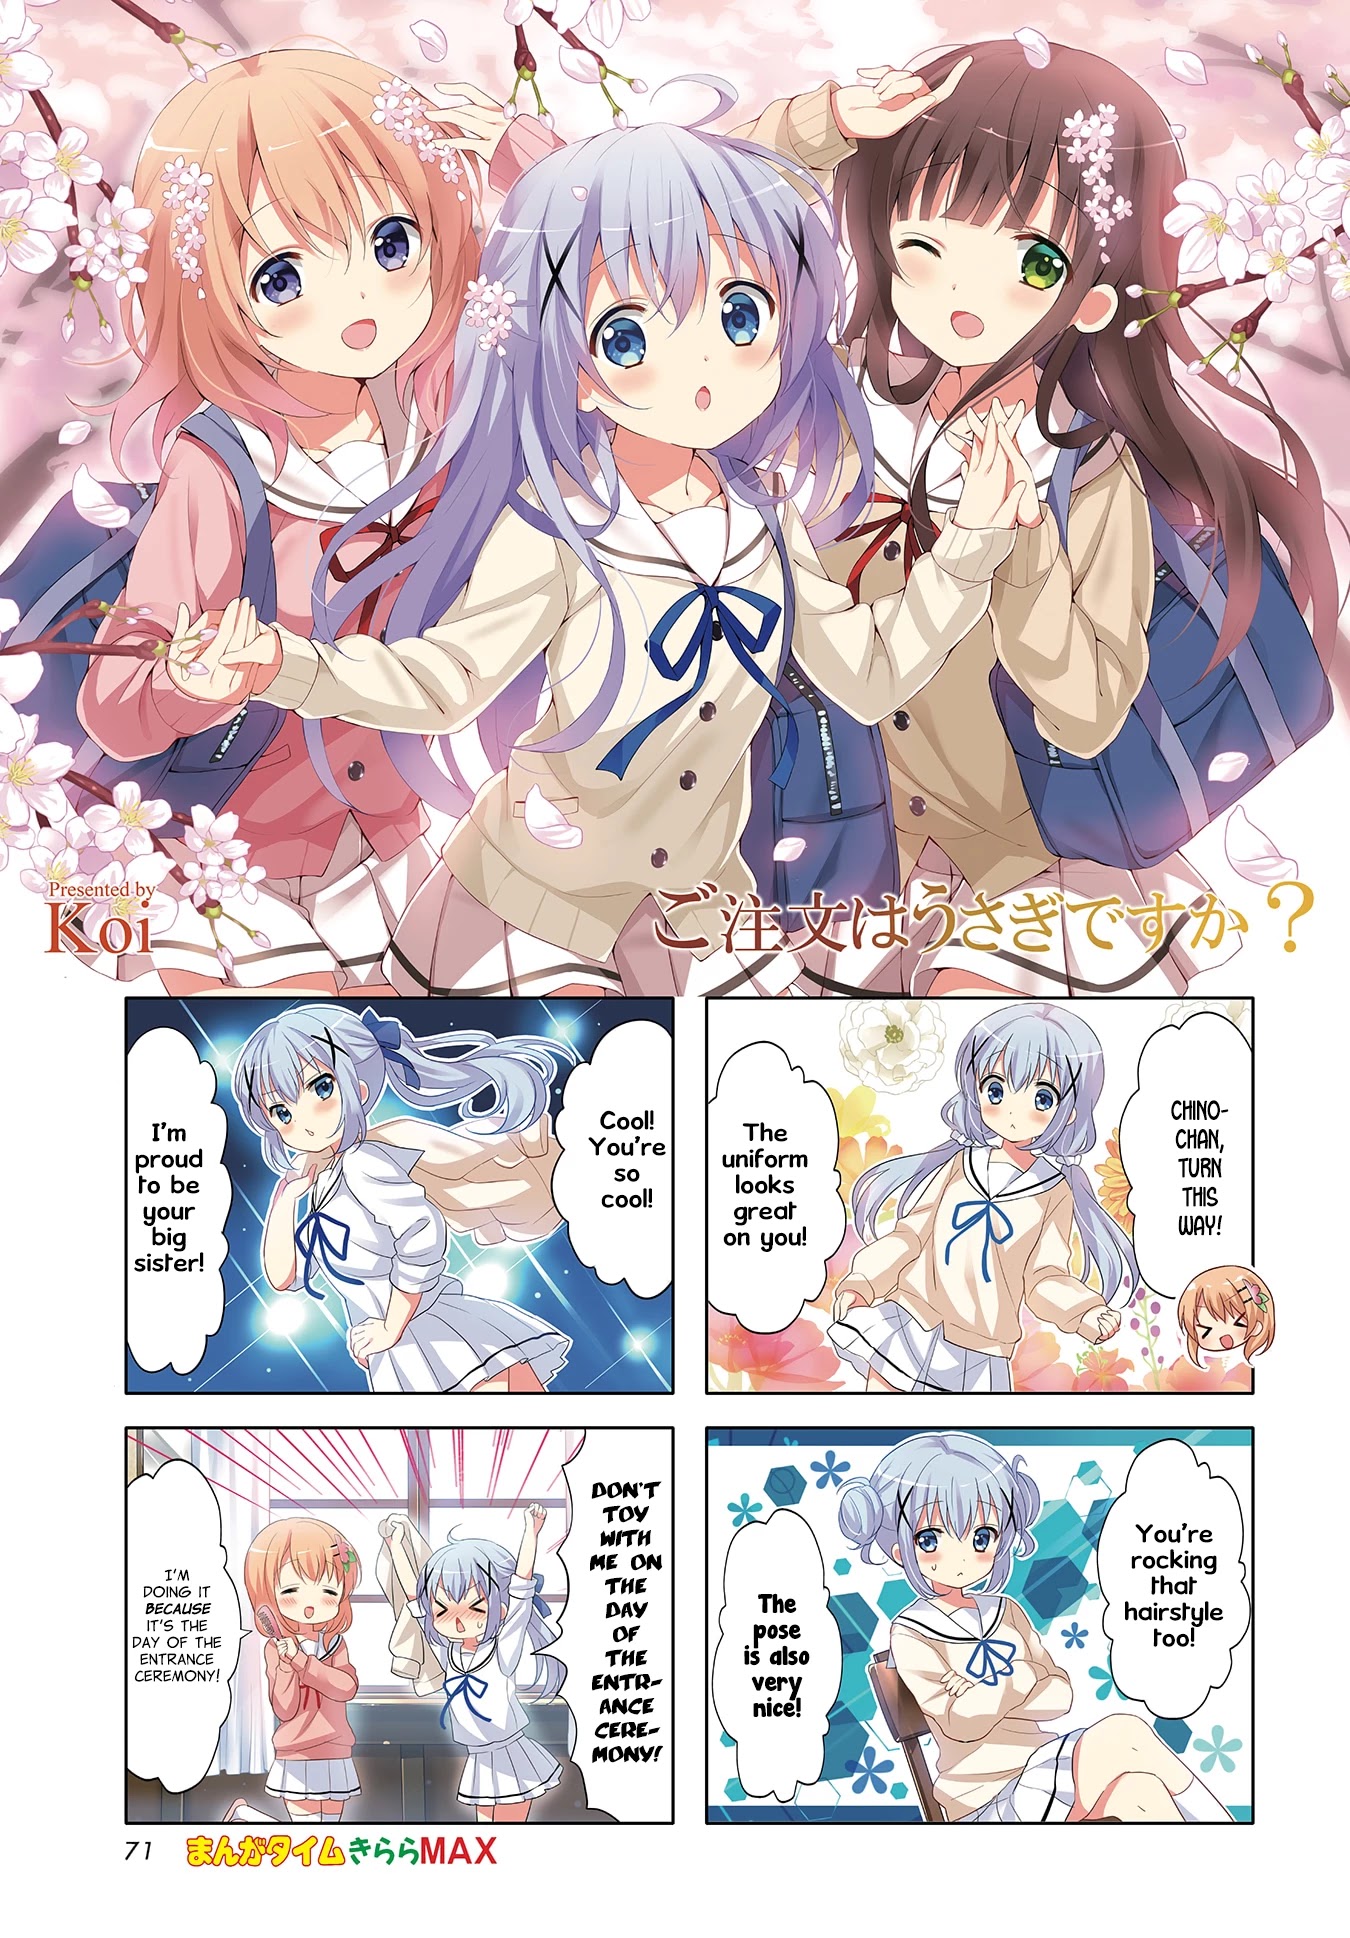 Presented by
Koi
ご注文はうさぎですか？
CHINO-
CHAN,
TURN
THIS
WAY!
The
uniform
looks
great
on you!
You're
rocking
that
hairstyle
too!
The
pose
is also
very
nice!
Cool!
You're
so
cool!
I'm
proud
to be
your
big
sister!
DON'T
TOY
WITH
ME ON
THE
DAY
OF
THE
ENTR-
ANCE
CERE-
MONY!
I'M
DOING IT
BECAUSE
IT'S THE
DAY OF THE
ENTRANCE
CEREMONY!
71
まんがタイムきららMAX